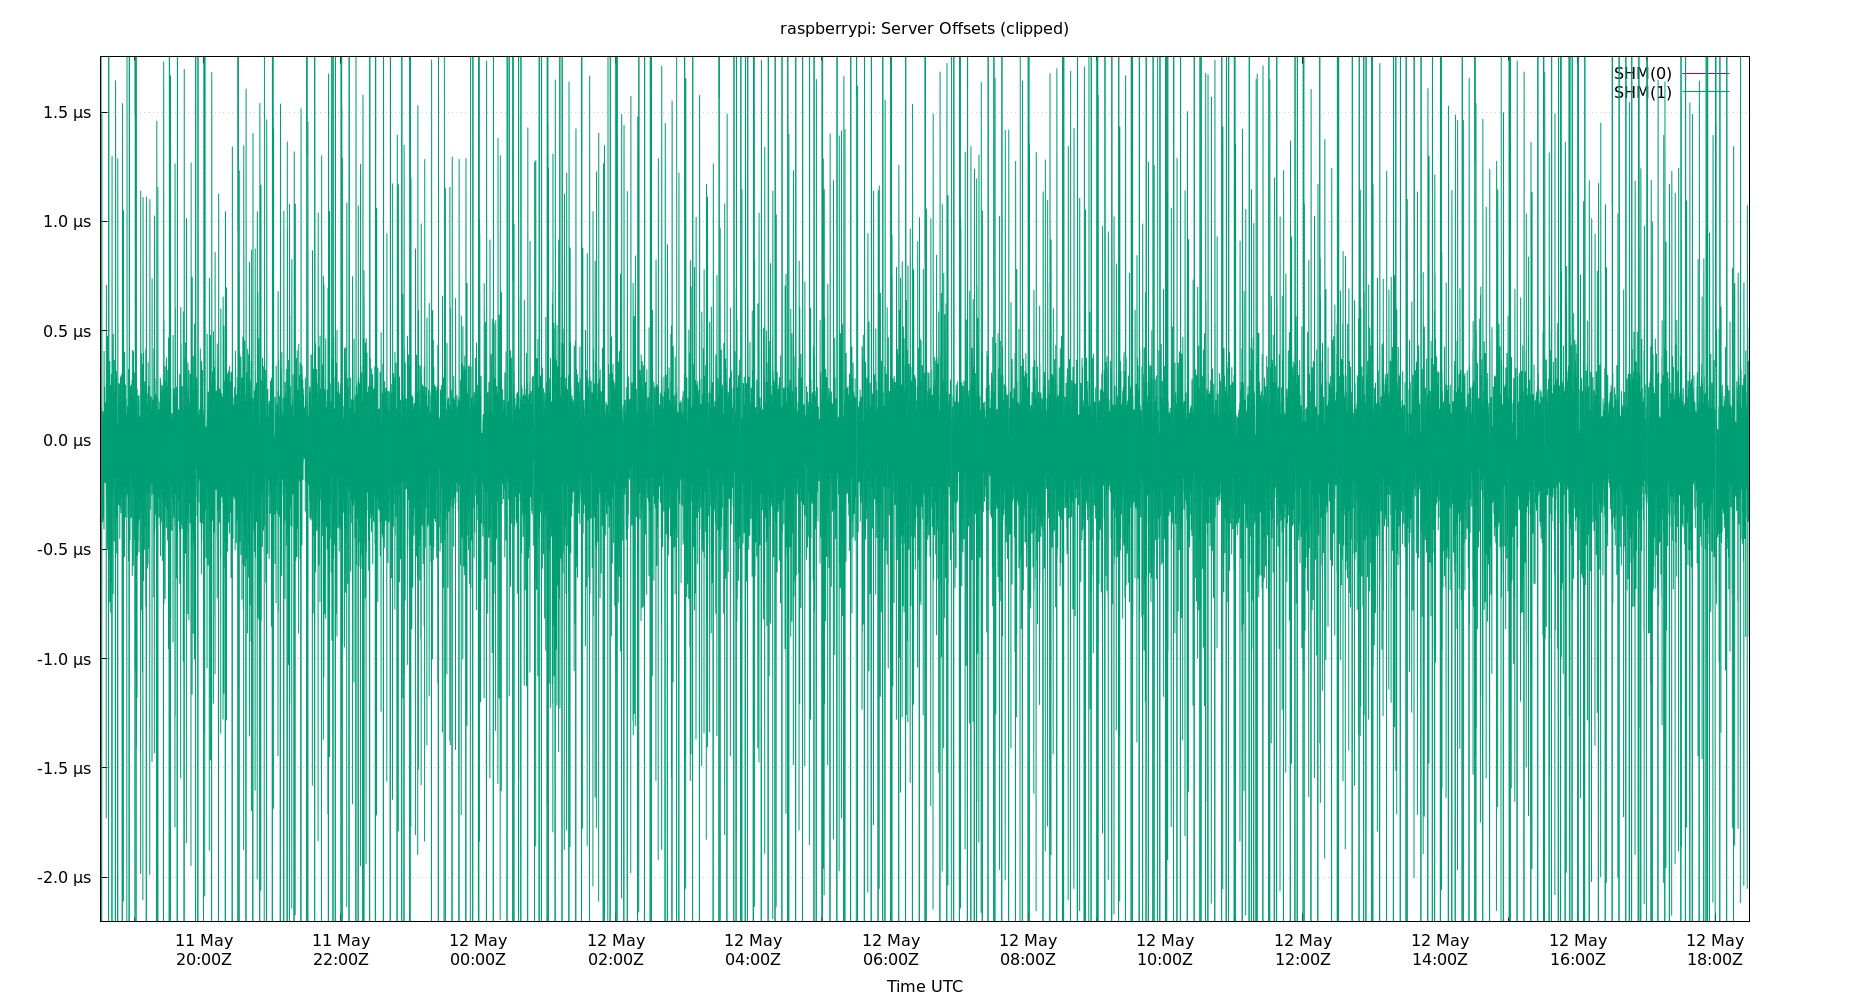 raspberrypi: Server Offsets (clipped)
SHM(0)
SHM(1)
1.5 µs
1.0 µs
0.5 µs
0.0 µs
-0.5 µs
-1.0 µs
-1.5 µs
-2.0 µs
11 May 11 May 12 May 12 May 12 May 12 May 12 May 12 May 12 May 12 May 12 May 12 May
20:00Z 22:00Z 00:00Z 02:00Z 04:00Z 06:00Z 08:00Z 10:00Z 12:00Z 14:00Z 16:00Z 18:00Z
Time UTC